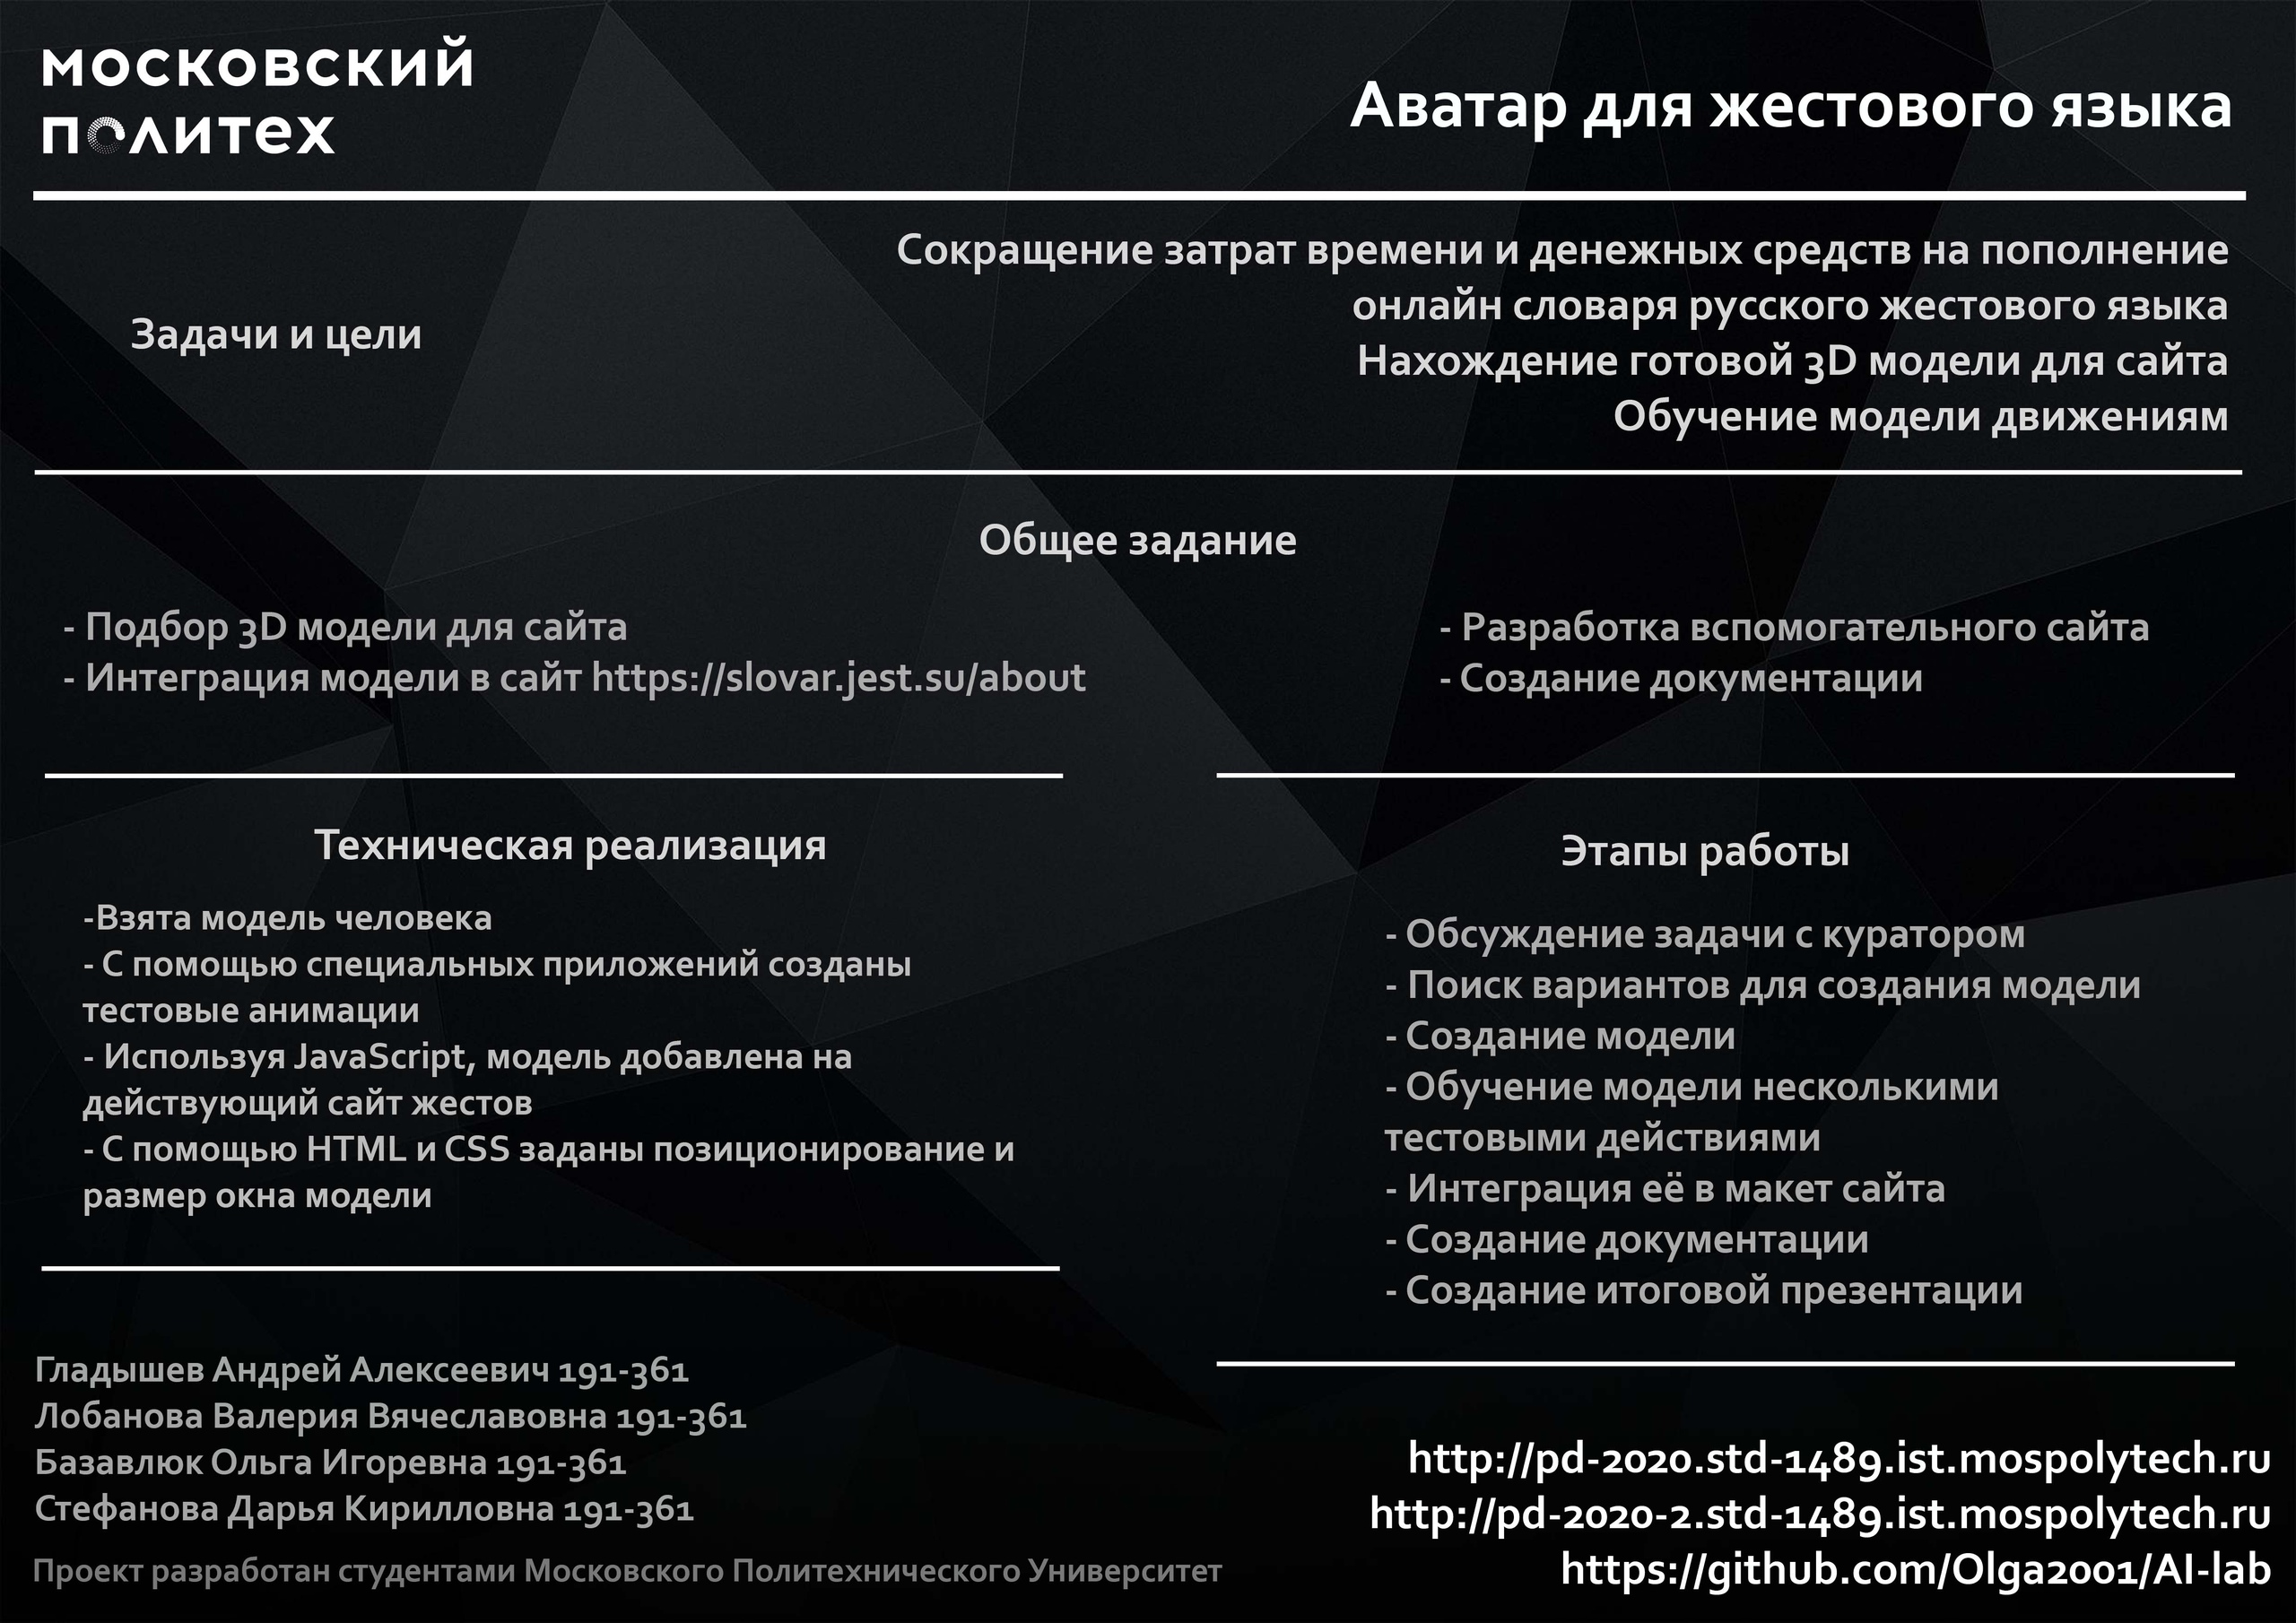 московский
политех
Аватар для жестового языка
Задачи и цели
Сокращение затрат времени и денежных средств на пополнение
онлайн словаря русского жестового языка
Нахождение готовой 3D модели для сайта
Обучение модели движениям
Общее задание
- Подбор 3D модели для сайта
- Интеграция модели в сайт https://slovar.jest.su/about
- Разработка вспомогательного сайта
- Создание документации
Техническая реализация
-Взята модель человека
- С помощью специальных приложений созданы
тестовые анимации
- Используя JavaScript, модель добавлена на
действующий сайт жестов
- С помощью HTML и CSS заданы позиционирование и
размер окна модели
Этапы работы
- Обсуждение задачи с куратором
- Поиск вариантов для создания модели
- Создание модели
- Обучение модели несколькими
тестовыми действиями
- Интеграция её в макет сайта
- Создание документации
- Создание итоговой презентации
Гладышев Андрей Алексеевич 191-361
Лобанова Валерия Вячеславовна 191-361
Базавлюк Ольга Игоревна 191-361
Стефанова Дарья Кирилловна 191-361
Проект разработан студентами Московского Политехнического Университет
http://pd-2020.std-1489.ist.mospolytech.ru
http://pd-2020-2.std-1489.ist.mospolytech.ru
https://github.com/Olga2001/AI-lab